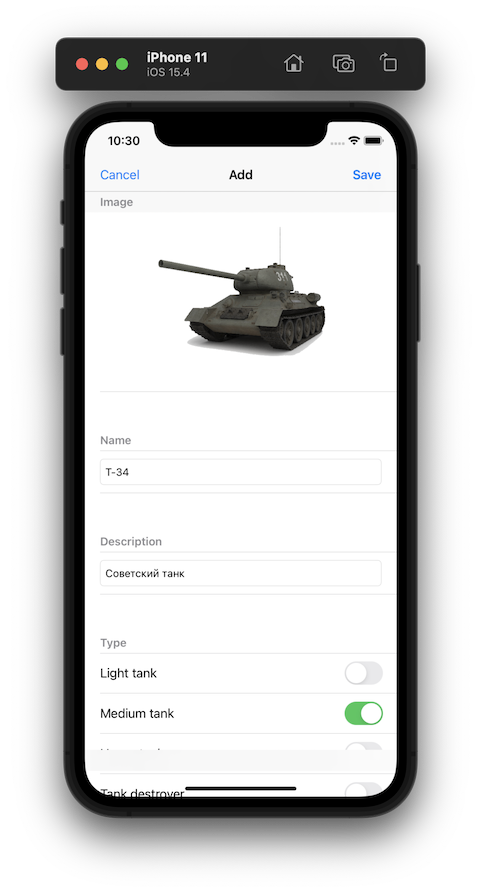 iPhone 11
iOS 15.4
10:30
Cancel
Add
Save
Image
311
Name
T-34
Description
Советский танк
Type
Light tank
Medium tank
Tank destroyer